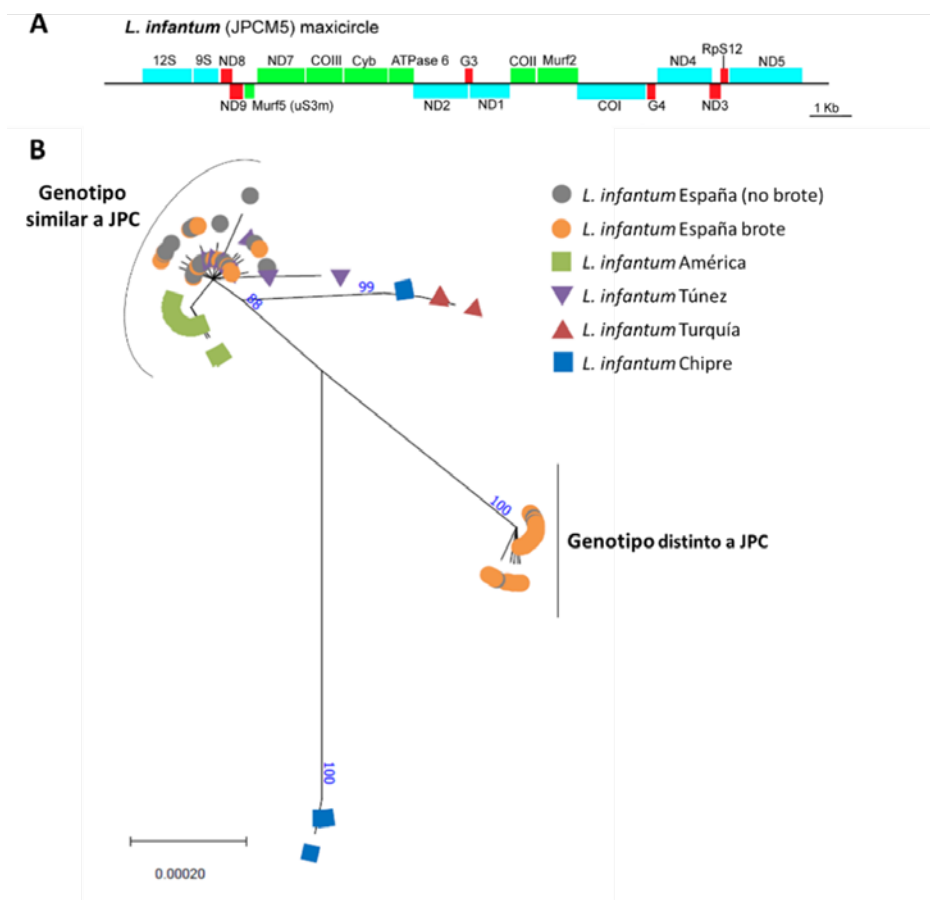 A
L. infantum (JPCM5) maxicircle
RpS12
12S 9S ND8 ND7 COIII Cyb ATPase 6 G3 COII Murf2 ND4 ND5
ND9 Murf5 (uS3m) ND2 ND1 COI G4 ND3
1 Kb
B
Genotipo
similar a JPC
L. infantum España (no brote)
L. infantum España brote
L. infantum América
L. infantum Túnez
L. infantum Turquía
L. infantum Chipre
99
88
100
Genotipo distinto a JPC
100
0.00020